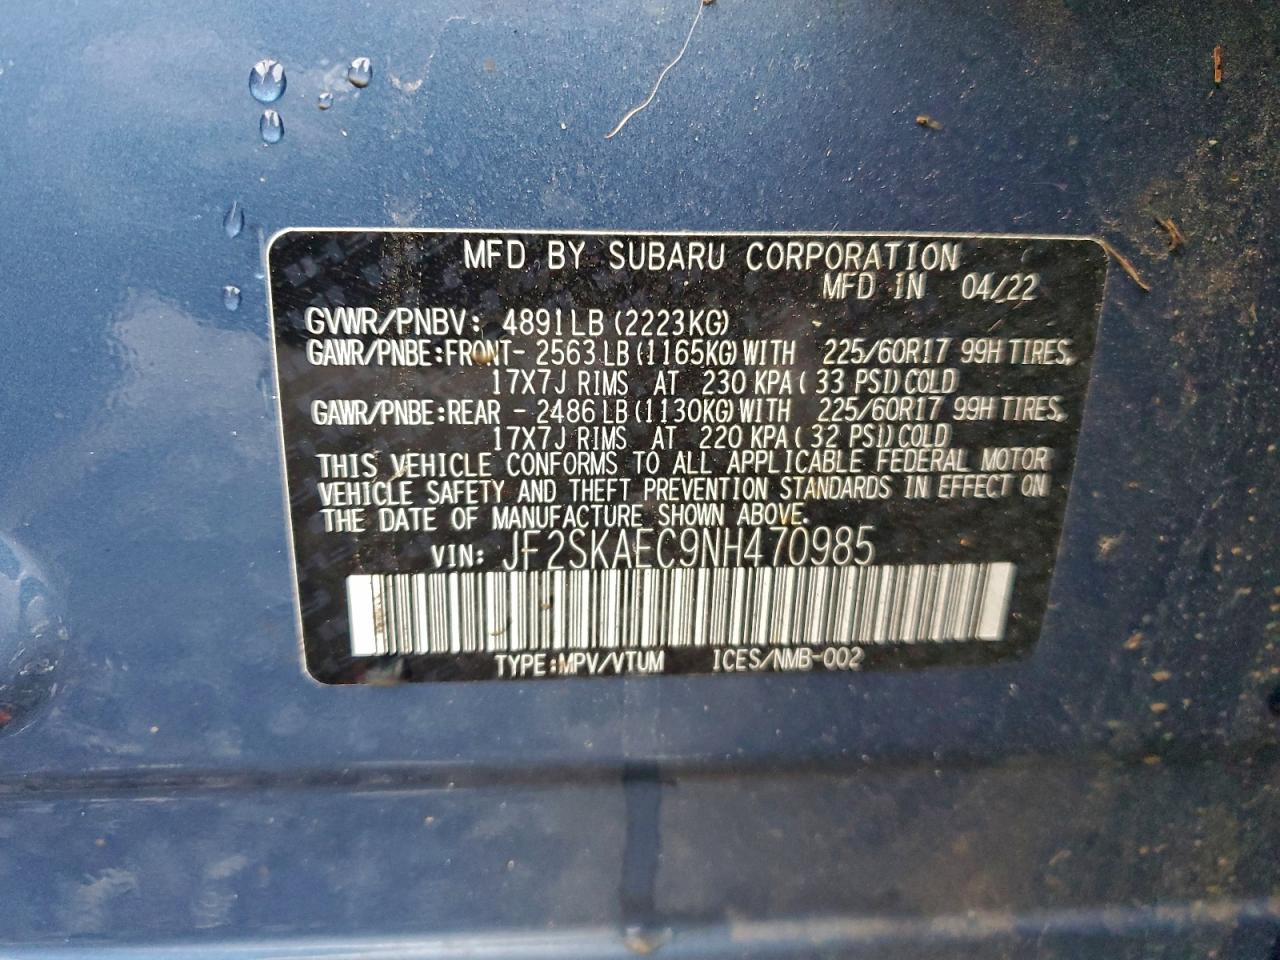 MFD BY SUBARU CORPORATION
MFD IN 04/22
GVWR/PNBV: 4891LB (2223KG)
GAWR/PNBE:FRONT- 2563 LB (1165KG) WITH 225/60R17 99H TIRES,
17X7J RIMS AT 230 KPA ( 33 PSI) COLD
GAWR/PNBE:REAR - 2486 LB (1130KG) WITH 225/60R17 99H TIRES,
17X7J RIMS AT 220 KPA ( 32 PSI) COLD
THIS VEHICLE CONFORMS TO ALL APPLICABLE FEDERAL MOTOR
VEHICLE SAFETY AND THEFT PREVENTION STANDARDS IN EFFECT ON
THE DATE OF MANUFACTURE SHOWN ABOVE.
VIN: JF2SKAEC9NH470985
TYPE:MPV/VTUM ICES/NMB-002